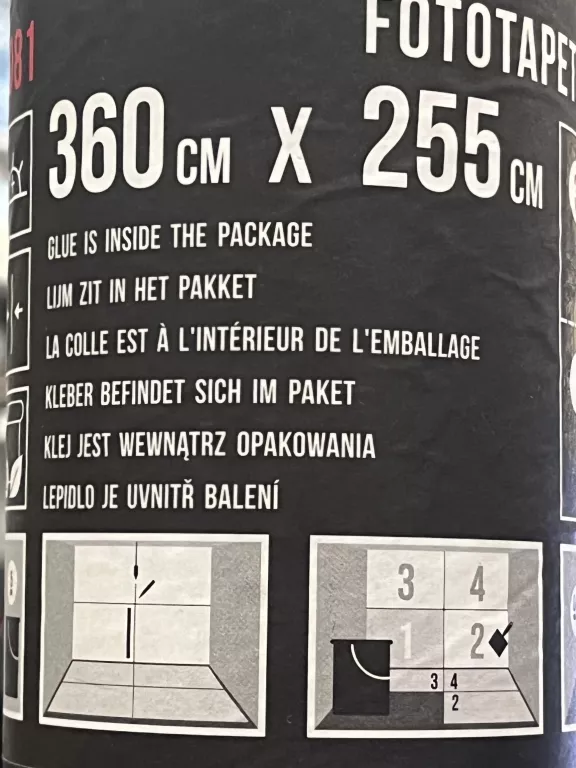 81
FOTOTAPET
360 CM X 255 CM
GLUE IS INSIDE THE PACKAGE
LIJM ZIT IN HET PAKKET
LA COLLE EST À L'INTÉRIEUR DE L'EMBALLAGE
KLEBER BEFINDET SICH IM PAKET
KLEJ JEST WEWNĄTRZ OPAKOWANIA
LEPIDLO JE UVNITŘ BALENÍ
3 4
1 2
3 4
2